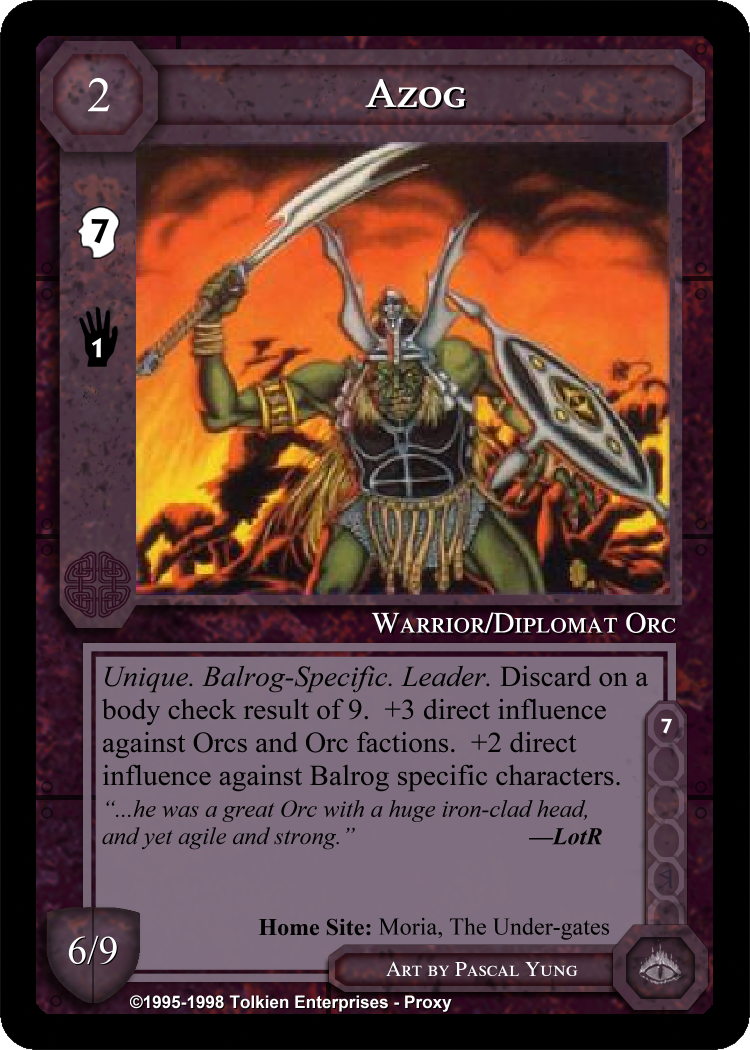 2
Azog
7
1
Warrior/Diplomat Orc
Unique. Balrog-Specific. Leader. Discard on a
body check result of 9. +3 direct influence
against Orcs and Orc factions. +2 direct
influence against Balrog specific characters.
“...he was a great Orc with a huge iron-clad head,
and yet agile and strong.” —LotR
7
Home Site: Moria, The Under-gates
6/9
Art by Pascal Yung
©1995-1998 Tolkien Enterprises - Proxy